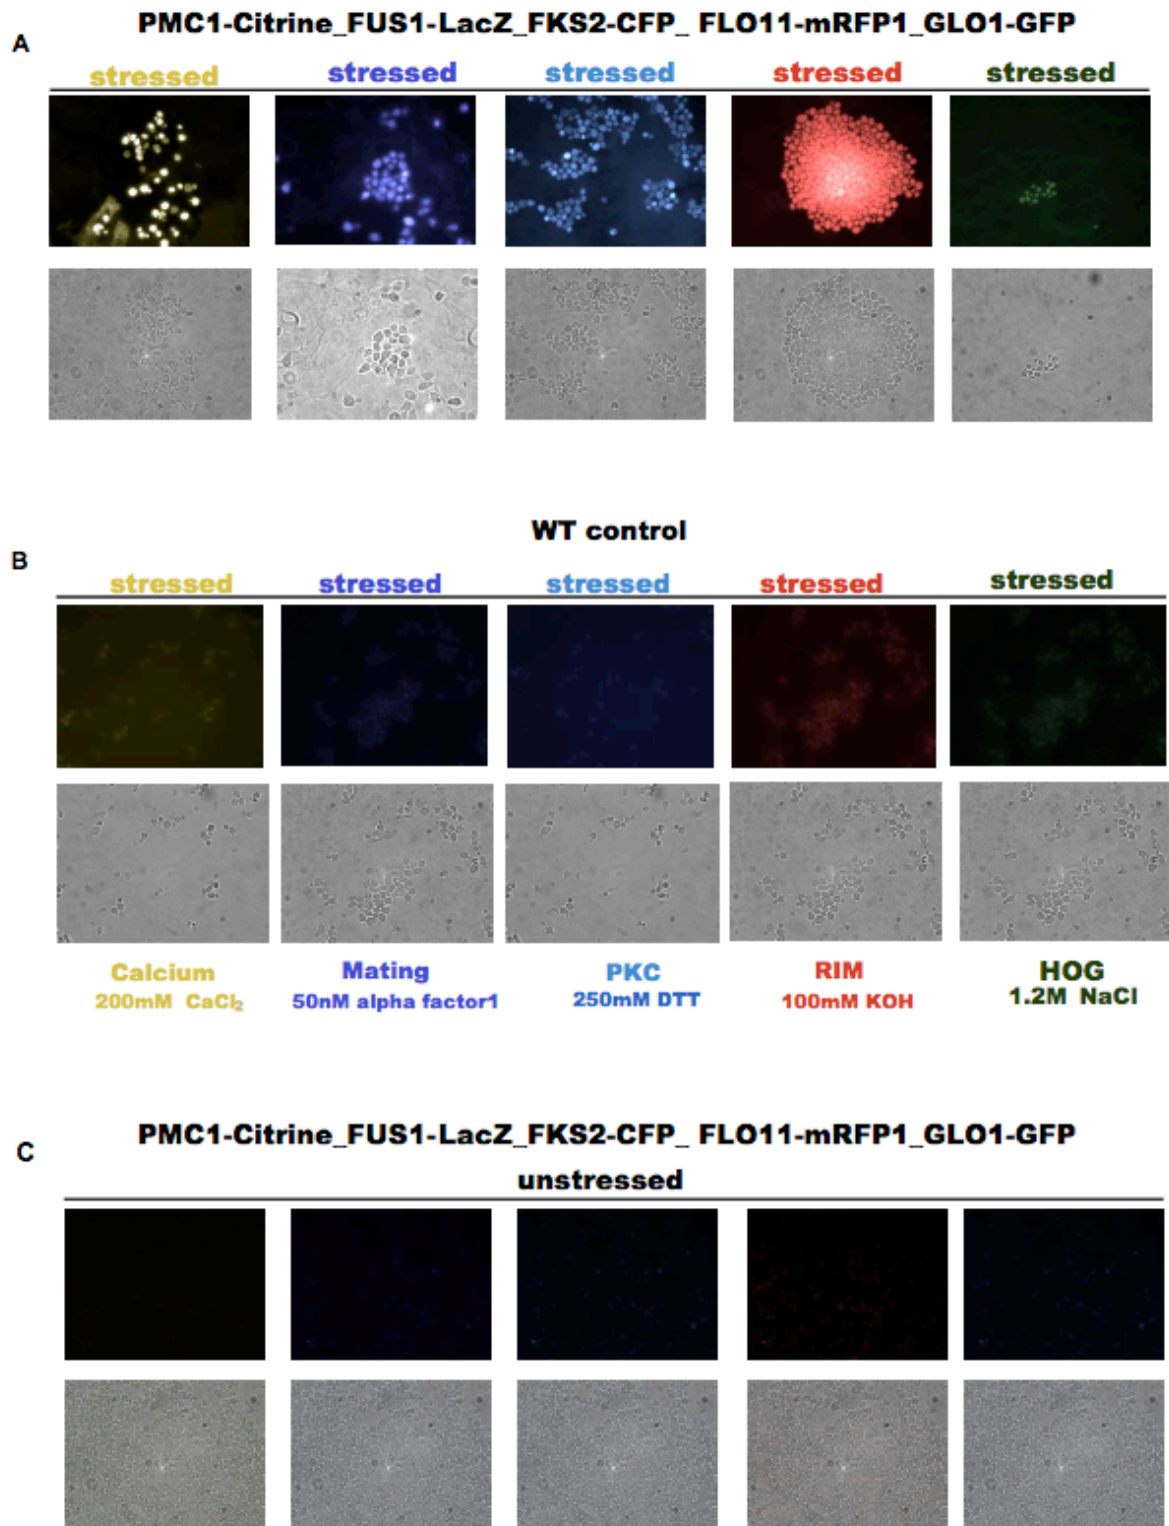 PMC1-Citrine_FUS1-LacZ_FKS2-CFP_ FLO11-mRFP1_GLO1-GFP
A
stressed stressed stressed stressed stressed
WT control
B
stressed stressed stressed stressed stressed
Calcium Mating PKC RIM HOG
200mM CaCl₂ 50nM alpha factor1 250mM DTT 100mM KOH 1.2M NaCl
PMC1-Citrine_FUS1-LacZ_FKS2-CFP_ FLO11-mRFP1_GLO1-GFP
C
unstressed